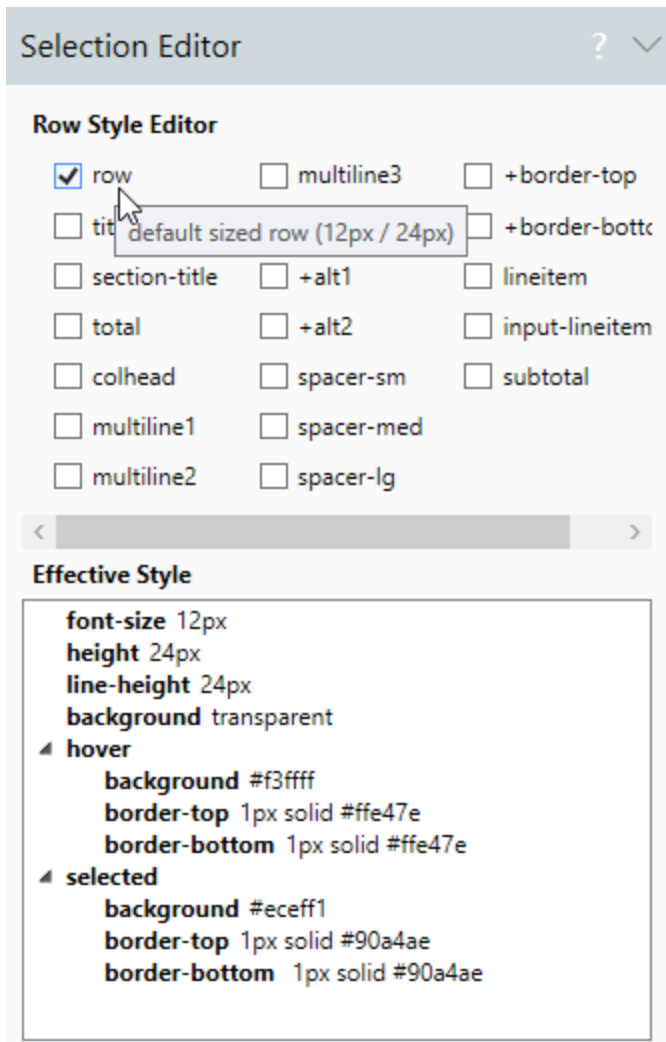 Selection Editor ?
Row Style Editor
row multiline3 +border-top
tit default sized row (12px / 24px) +border-botto
section-title +alt1 lineitem
total +alt2 input-lineitem
colhead spacer-sm subtotal
multiline1 spacer-med
multiline2 spacer-lg
Effective Style
font-size 12px
height 24px
line-height 24px
background transparent
hover
background #f3ffff
border-top 1px solid #ffe47e
border-bottom 1px solid #ffe47e
selected
background #eceff1
border-top 1px solid #90a4ae
border-bottom 1px solid #90a4ae